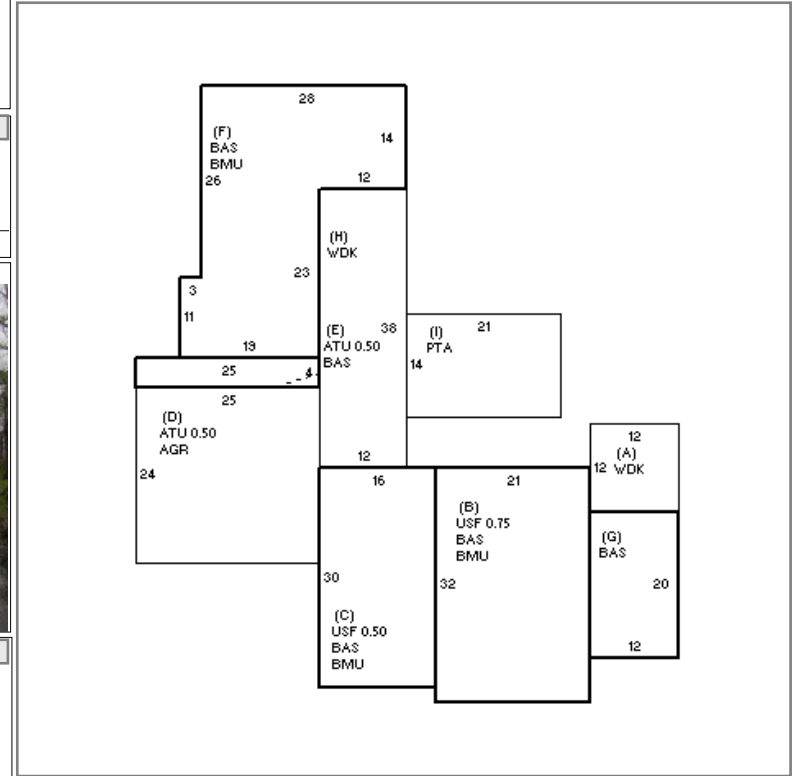 28
14
(F)
BAS
BMU
26
12
(H)
WDK
23
3
11
19
(E)
ATU 0.50
BAS
38
(I)
PTA
21
14
25
4
25
(D)
ATU 0.50
AGR
24
12
16
21
12
(A)
12 WDK
(B)
USF 0.75
BAS
BMU
(G)
BAS
30
32
20
(C)
USF 0.50
BAS
BMU
12